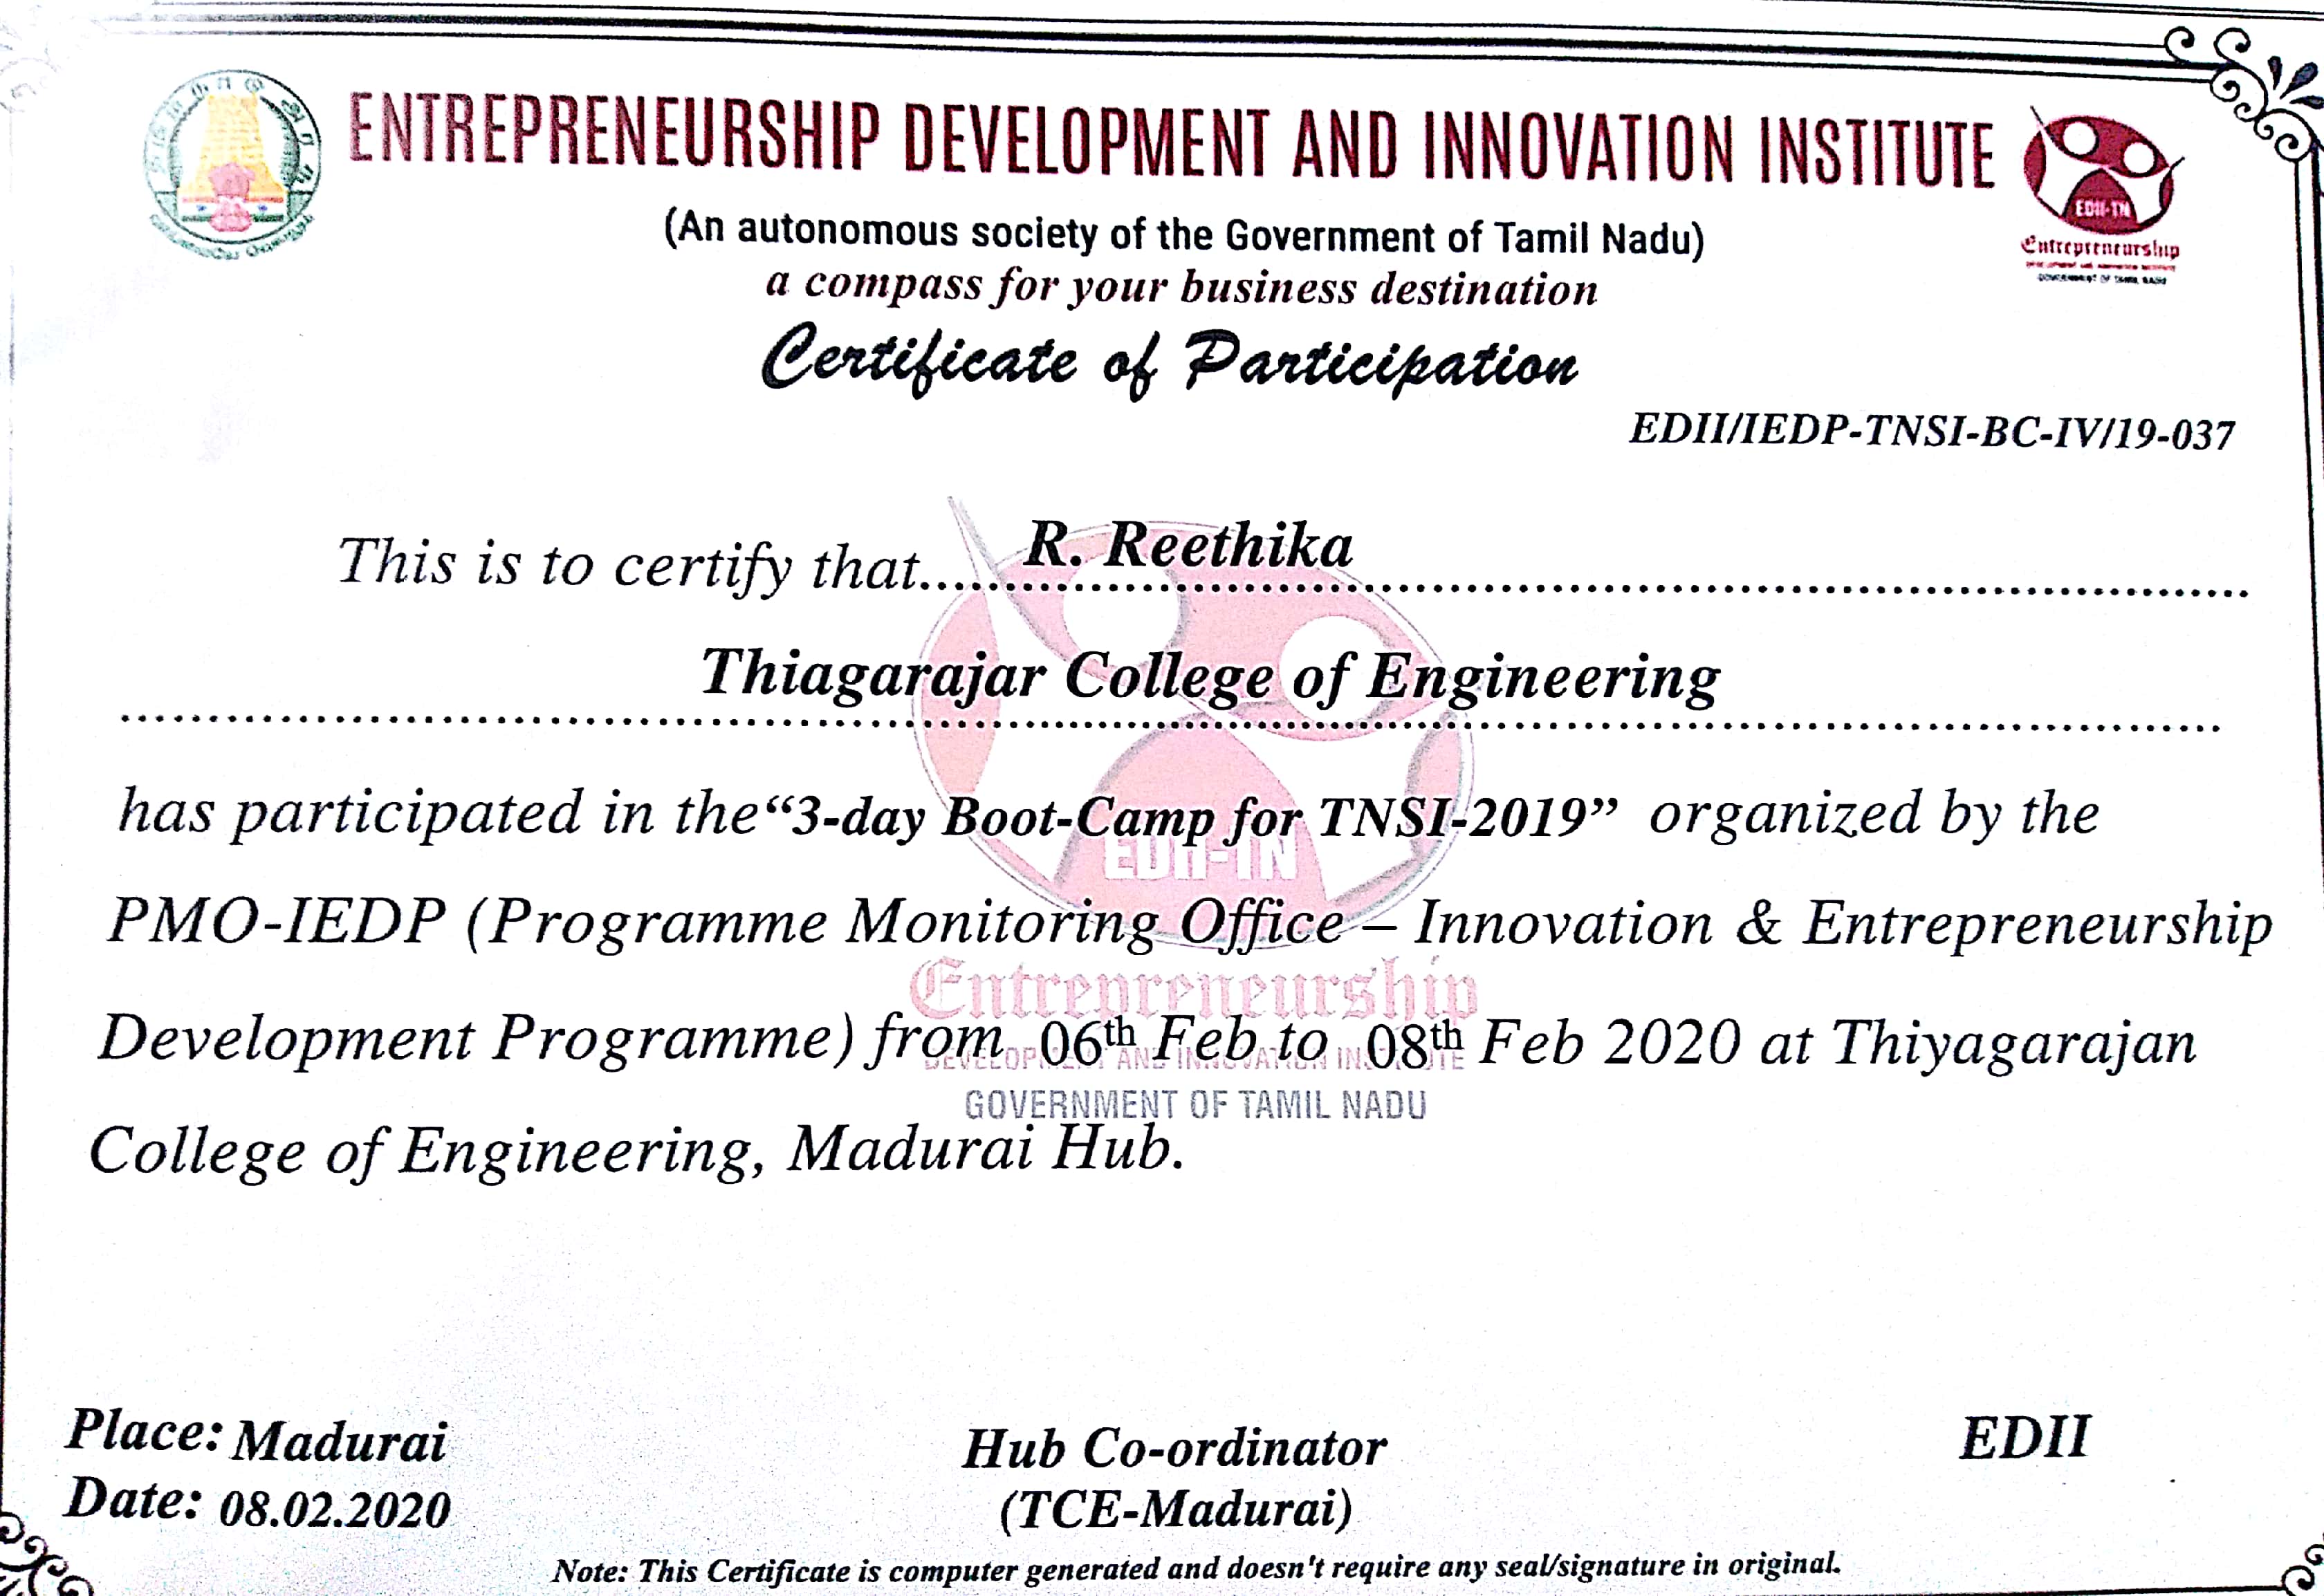 ENTREPRENEURSHIP DEVELOPMENT AND INNOVATION INSTITUTE
(An autonomous society of the Government of Tamil Nadu)
a compass for your business destination
EDII-TN
Entrepreneurship
GOVERNMENT OF TAMIL NADU
Certificate of Participation
EDII/IEDP-TNSI-BC-IV/19-037
This is to certify that..... R. Reethika
Thiagarajar College of Engineering
has participated in the “3-day Boot-Camp for TNSI-2019” organized by the
EDII-TN
PMO-IEDP (Programme Monitoring Office – Innovation & Entrepreneurship
Entrepreneurship
Development Programme) from 06th Feb to 08th Feb 2020 at Thiyagarajan
DEVELOPMENT AND INNOVATION INSTITUTE
GOVERNMENT OF TAMIL NADU
College of Engineering, Madurai Hub.
Place: Madurai
Date: 08.02.2020
Hub Co-ordinator
(TCE-Madurai)
EDII
Note: This Certificate is computer generated and doesn't require any seal/signature in original.